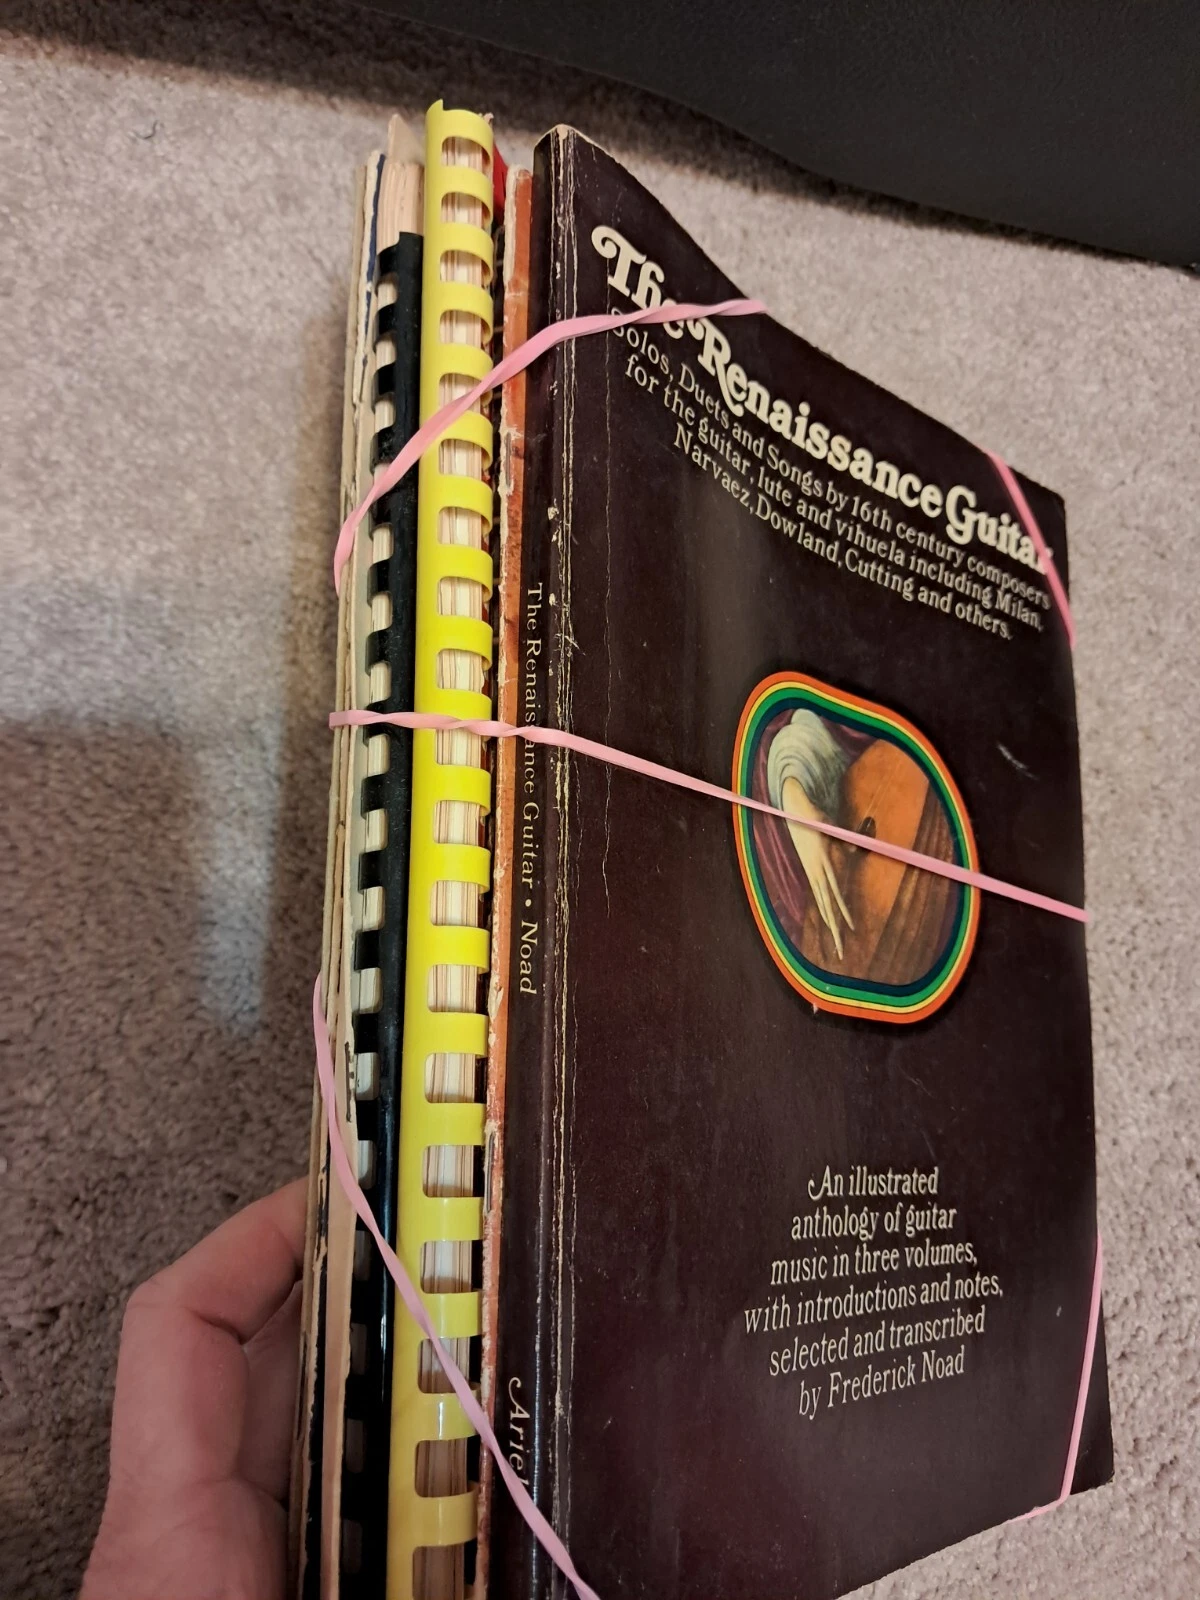 The Renaissance Guitar
Solos, Duets and Songs by 16th century composers
for the guitar, lute and vihuela including Milan,
Narvaez, Dowland, Cutting and others.
An illustrated
anthology of guitar
music in three volumes,
with introductions and notes,
selected and transcribed
by Frederick Noad
The Renaissance Guitar • Noad
Ariel